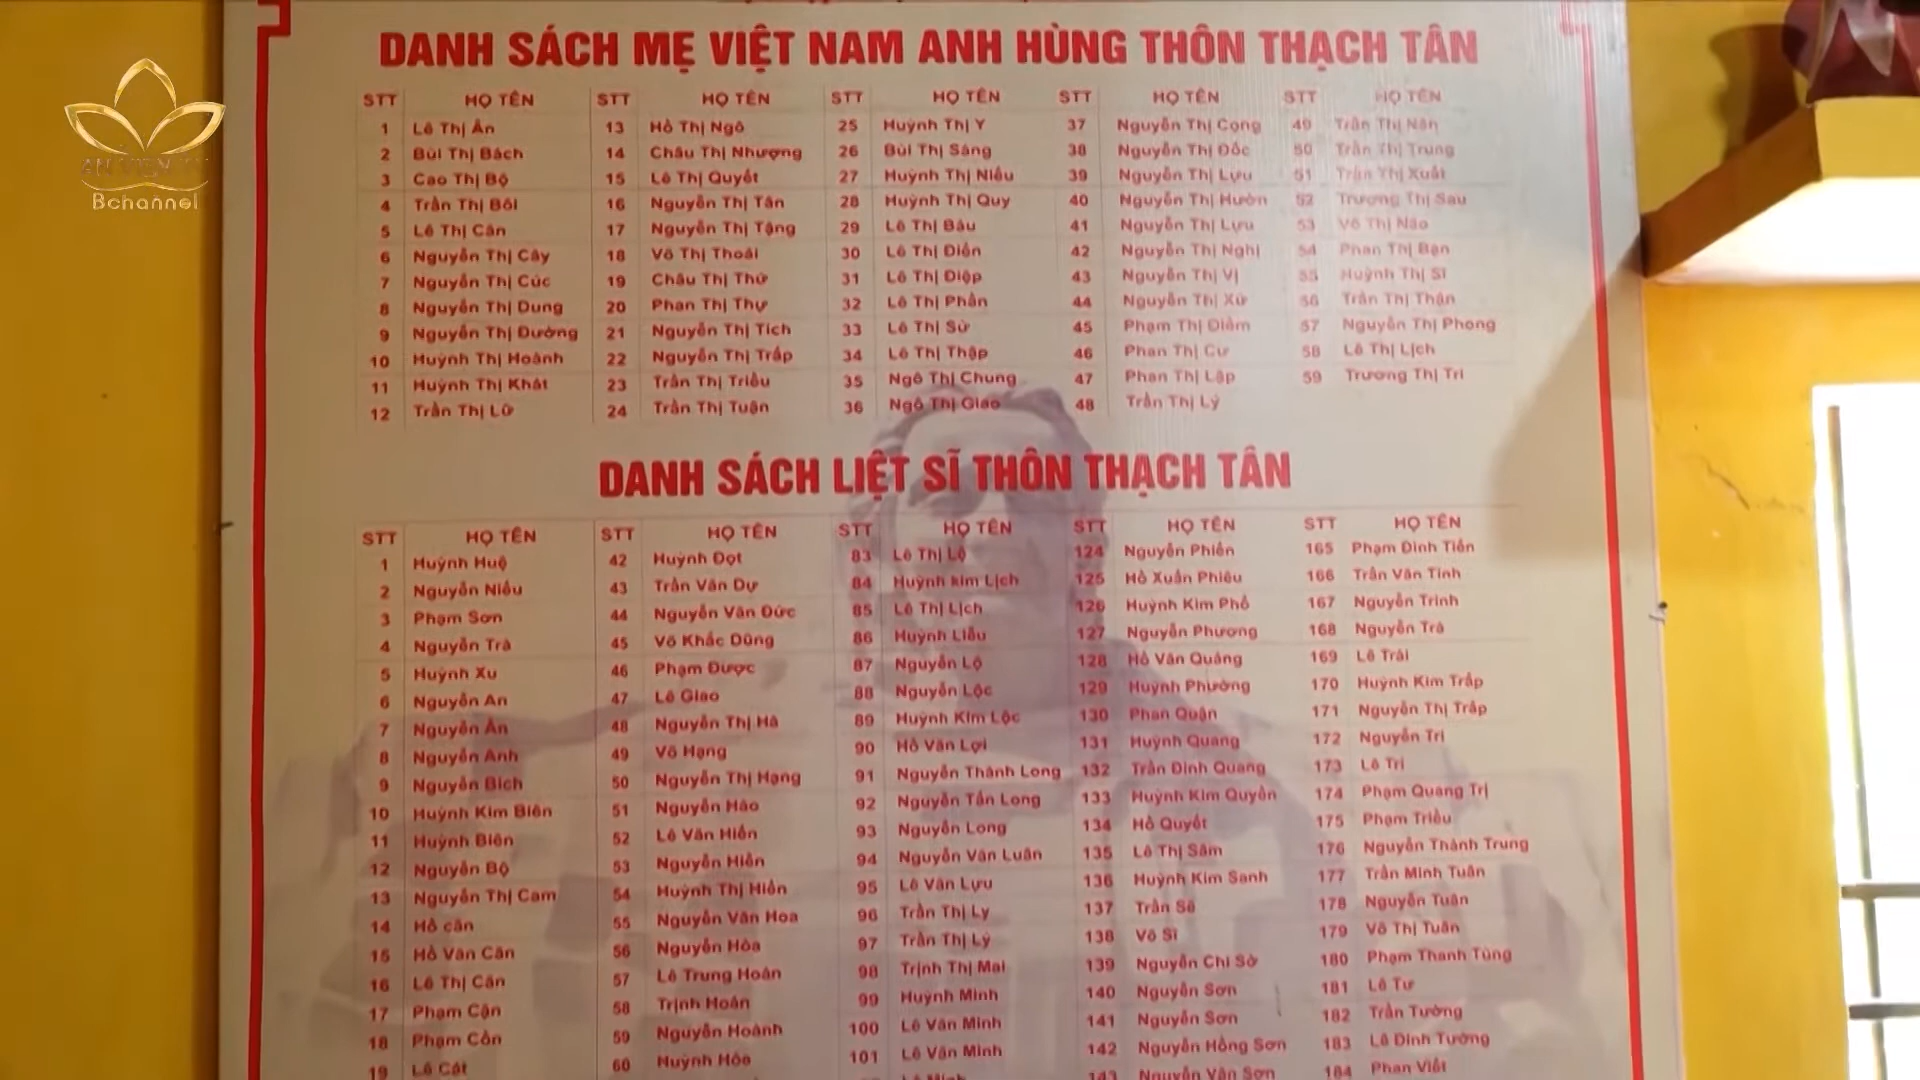 AN VIÊN TV
Bchannel
DANH SÁCH MẸ VIỆT NAM ANH HÙNG THÔN THẠCH TÂN
STT HỌ TÊN STT HỌ TÊN STT HỌ TÊN STT HỌ TÊN STT HỌ TÊN
1 Lê Thị Ân 13 Hồ Thị Ngô 25 Huỳnh Thị Y 37 Nguyễn Thị Cọng 49 Trần Thị Nân
2 Bùi Thị Bách 14 Châu Thị Nhượng 26 Bùi Thị Sáng 38 Nguyễn Thị Đốc 50 Trần Thị Trung
3 Cao Thị Bộ 15 Lê Thị Quyết 27 Huỳnh Thị Niểu 39 Nguyễn Thị Lựu 51 Trần Thị Xuất
4 Trần Thị Bôi 16 Nguyễn Thị Tân 28 Huỳnh Thị Quy 40 Nguyễn Thị Hườn 52 Trương Thị Sau
5 Lê Thị Cân 17 Nguyễn Thị Tặng 29 Lê Thị Bàu 41 Nguyễn Thị Lựu 53 Võ Thị Não
6 Nguyễn Thị Cây 18 Võ Thị Thoái 30 Lê Thị Diễn 42 Nguyễn Thị Nghị 54 Phan Thị Bạn
7 Nguyễn Thị Cúc 19 Châu Thị Thứ 31 Lê Thị Điệp 43 Nguyễn Thị Vị 55 Huỳnh Thị Sĩ
8 Nguyễn Thị Dung 20 Phan Thị Thự 32 Lê Thị Phần 44 Nguyễn Thị Xứ 56 Trần Thị Thận
9 Nguyễn Thị Đường 21 Nguyễn Thị Tích 33 Lê Thị Sử 45 Phạm Thị Điểm 57 Nguyễn Thị Phong
10 Huỳnh Thị Hoành 22 Nguyễn Thị Trấp 34 Lê Thị Thập 46 Phan Thị Cư 58 Lê Thị Lịch
11 Huỳnh Thị Khát 23 Trần Thị Triều 35 Ngô Thị Chung 47 Phan Thị Lập 59 Trương Thị Tri
12 Trần Thị Lữ 24 Trần Thị Tuận 36 Ngô Thị Giáo 48 Trần Thị Lý
DANH SÁCH LIỆT SĨ THÔN THẠCH TÂN
STT HỌ TÊN STT HỌ TÊN STT HỌ TÊN STT HỌ TÊN STT HỌ TÊN
1 Huỳnh Huệ 42 Huỳnh Đọt 83 Lê Thị Lộ 124 Nguyễn Phiến 165 Phạm Đình Tiến
2 Nguyễn Niểu 43 Trần Văn Dự 84 Huỳnh kim Lịch 125 Hồ Xuân Phiêu 166 Trần Văn Tính
3 Phạm Sơn 44 Nguyễn Văn Đức 85 Lê Thị Lịch 126 Huỳnh Kim Phổ 167 Nguyễn Trinh
4 Nguyễn Trà 45 Võ Khắc Dũng 86 Huỳnh Liễu 127 Nguyễn Phương 168 Nguyễn Trà
5 Huỳnh Xu 46 Phạm Được 87 Nguyễn Lộ 128 Hồ Văn Quảng 169 Lê Trải
6 Nguyễn An 47 Lê Giao 88 Nguyễn Lộc 129 Huỳnh Phường 170 Huỳnh Kim Trấp
7 Nguyễn Ân 48 Nguyễn Thị Hà 89 Huỳnh Kim Lộc 130 Phan Quận 171 Nguyễn Thị Trấp
8 Nguyễn Anh 49 Võ Hạng 90 Hồ Văn Lợi 131 Huỳnh Quang 172 Nguyễn Tri
9 Nguyễn Bích 50 Nguyễn Thị Hạng 91 Nguyễn Thành Long 132 Trần Đình Quang 173 Lê Trí
10 Huỳnh Kim Biên 51 Nguyễn Hào 92 Nguyễn Tấn Long 133 Huỳnh Kim Quyền 174 Phạm Quang Trị
11 Huỳnh Biên 52 Lê Văn Hiền 93 Nguyễn Long 134 Hồ Quyết 175 Phạm Triều
12 Nguyễn Bộ 53 Nguyễn Hiền 94 Nguyễn Văn Luân 135 Lê Thị Sâm 176 Nguyễn Thành Trung
13 Nguyễn Thị Cam 54 Huỳnh Thị Hiền 95 Lê Văn Lựu 136 Huỳnh Kim Sanh 177 Trần Minh Tuân
14 Hồ cân 55 Nguyễn Văn Hoa 96 Trần Thị Ly 137 Trần Sẽ 178 Nguyễn Tuân
15 Hồ Văn Cân 56 Nguyễn Hòa 97 Trần Thị Lý 138 Võ Sĩ 179 Võ Thị Tuân
16 Lê Thị Cân 57 Lê Trung Hoàn 98 Trịnh Thị Mai 139 Nguyễn Chí Sở 180 Phạm Thanh Tùng
17 Phạm Cận 58 Trịnh Hoán 99 Huỳnh Minh 140 Nguyễn Sơn 181 Lê Tư
18 Phạm Cồn 59 Nguyễn Hoành 100 Lê Văn Minh 141 Nguyễn Sơn 182 Trần Tường
19 Lê Cát 60 Huỳnh Hòa 101 Lê Văn Minh 142 Nguyễn Hồng Sơn 183 Lê Đình Tường
143 Nguyễn Văn Sơn 184 Phan Viết